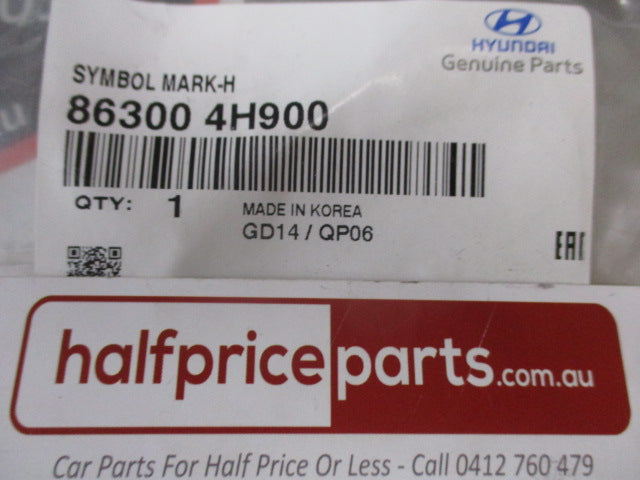 HYUNDAI
Genuine Parts
SYMBOL MARK-H
86300 4H900
QTY: 1
MADE IN KOREA
GD14 / QP06
EAC
halfpriceparts.com.au
Car Parts For Half Price Or Less - Call 0412 760 479